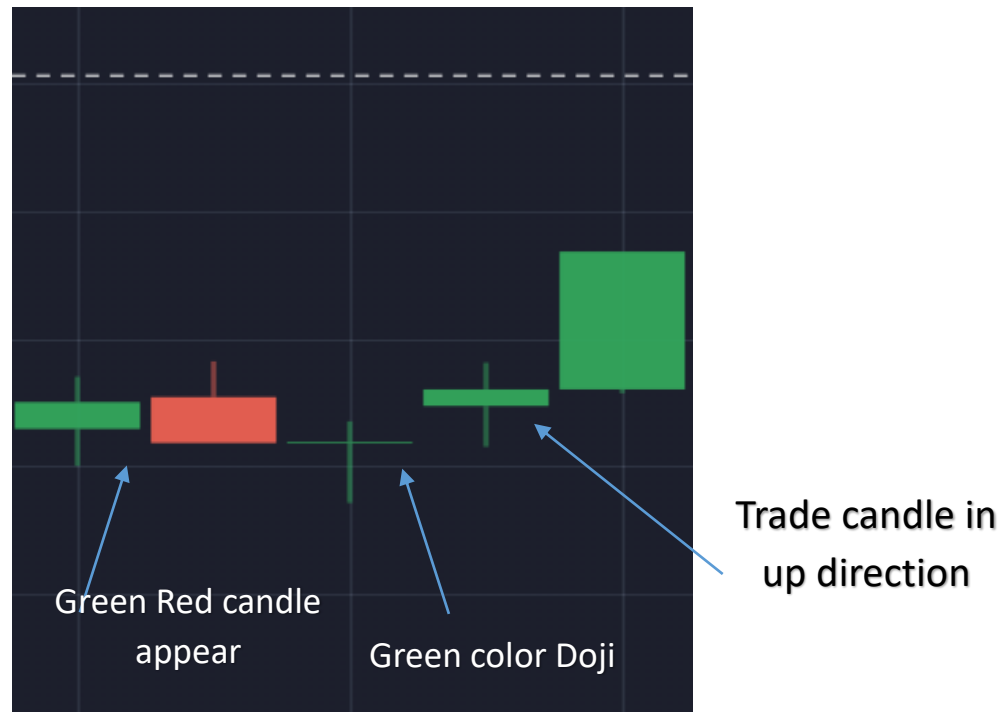 Green Red candle
appear
Green color Doji
Trade candle in
up direction